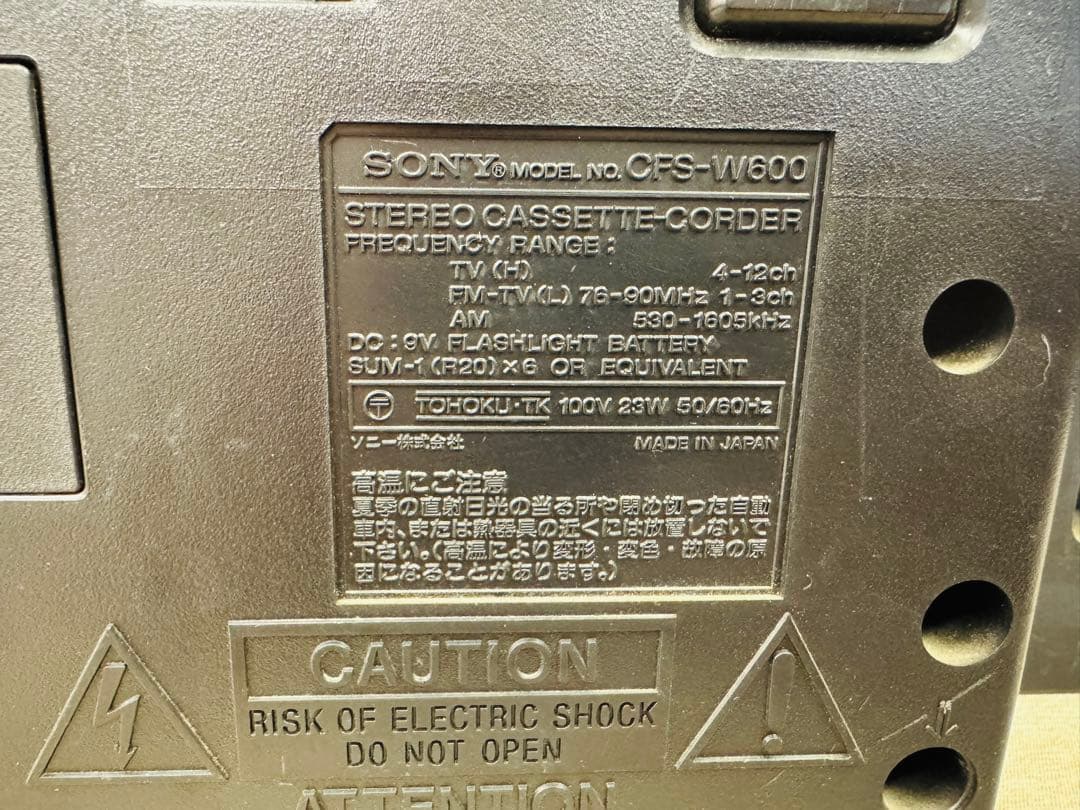 SONY® MODEL NO. CFS-W600
STEREO CASSETTE-CORDER
FREQUENCY RANGE :
TV (H) 4-12ch
FM-TV(L) 76-90MHz 1-3ch
AM 530-1605kHz
DC : 9V FLASHLIGHT BATTERY
SUM-1 (R20)×6 OR EQUIVALENT
〒 TOHOKU・TK 100V 23W 50/60Hz
ソニー株式会社 MADE IN JAPAN
高温にご注意
夏季の直射日光の当る所や閉め切った自動
車内、または熱器具の近くには放置しないで
下さい。(高温により変形・変色・故障の原
因になることがあります。)
CAUTION
RISK OF ELECTRIC SHOCK
DO NOT OPEN
ATTENTION